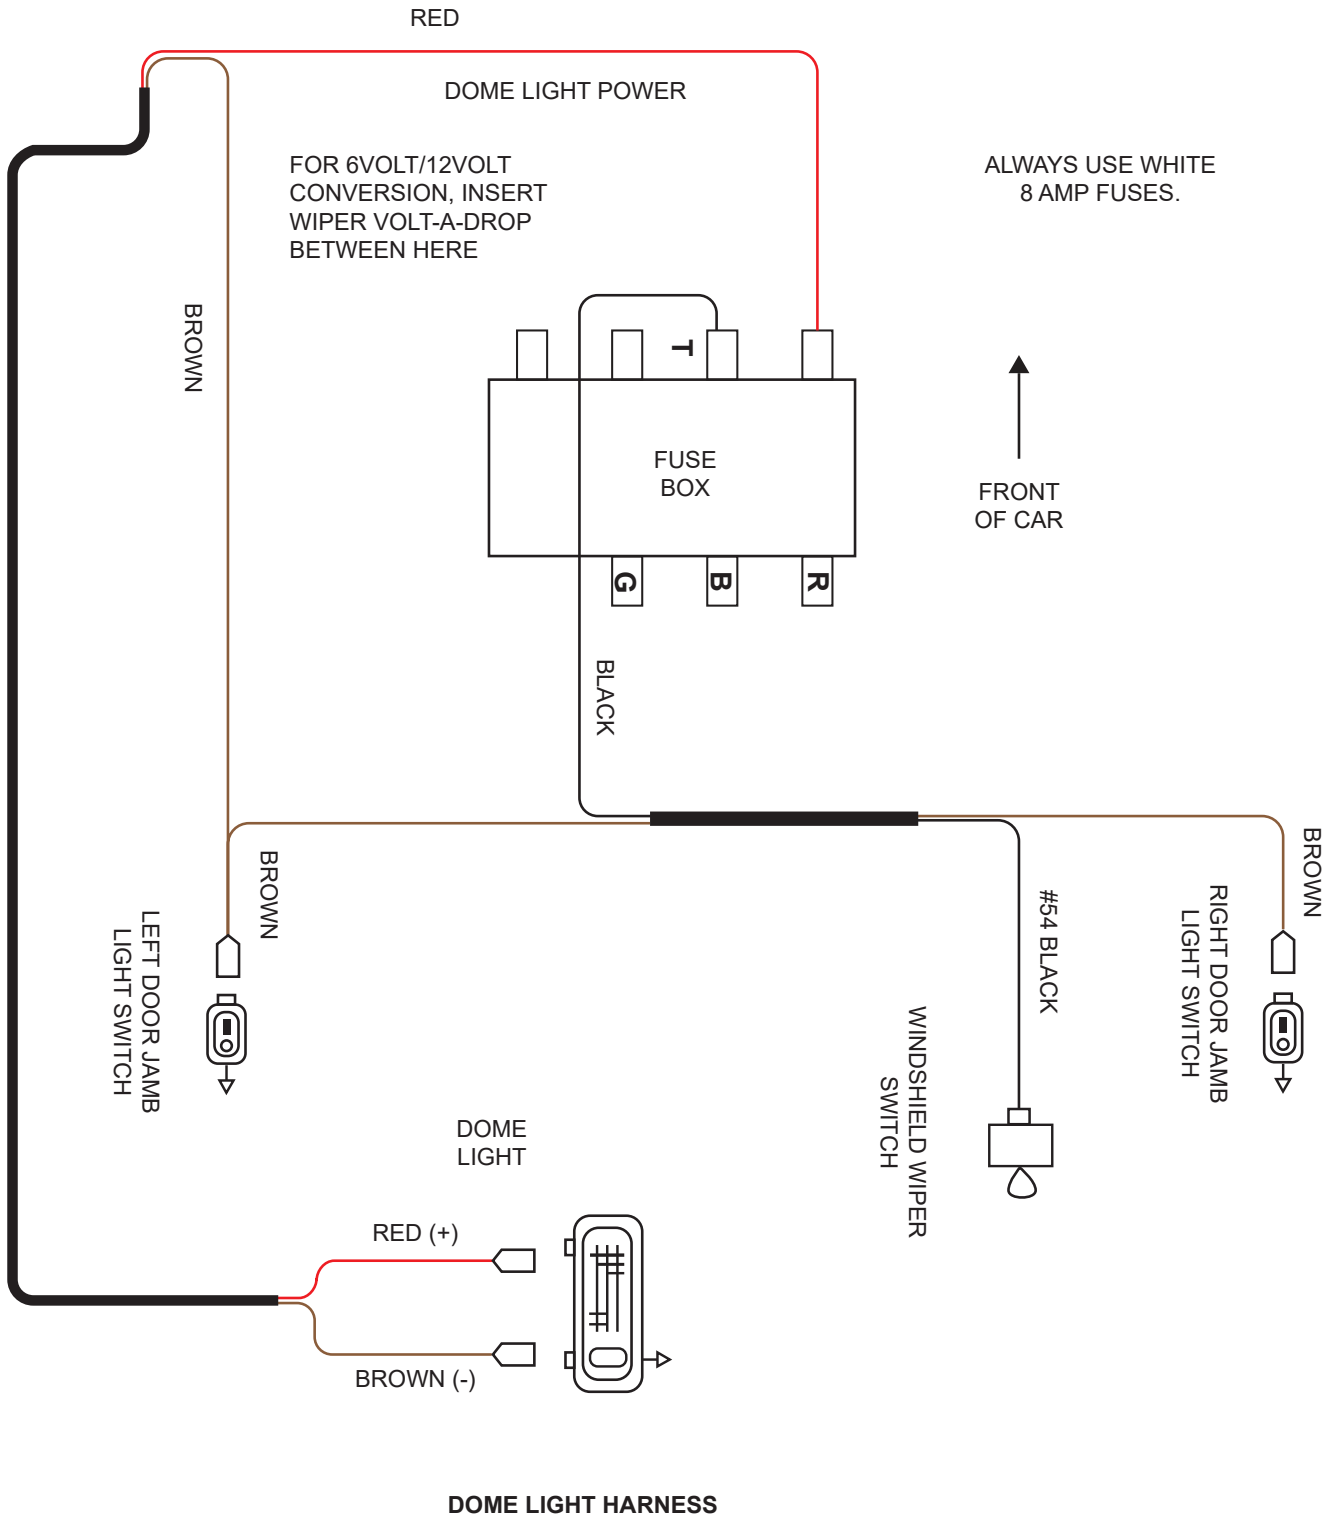 RED
DOME LIGHT POWER
FOR 6VOLT/12VOLT
CONVERSION, INSERT
WIPER VOLT-A-DROP
BETWEEN HERE
ALWAYS USE WHITE
8 AMP FUSES.
BROWN
T
FUSE
BOX
FRONT
OF CAR
G
B
R
BLACK
BROWN
LEFT DOOR JAMB
LIGHT SWITCH
#54 BLACK
WINDSHIELD WIPER
SWITCH
BROWN
RIGHT DOOR JAMB
LIGHT SWITCH
DOME
LIGHT
RED (+)
BROWN (-)
DOME LIGHT HARNESS